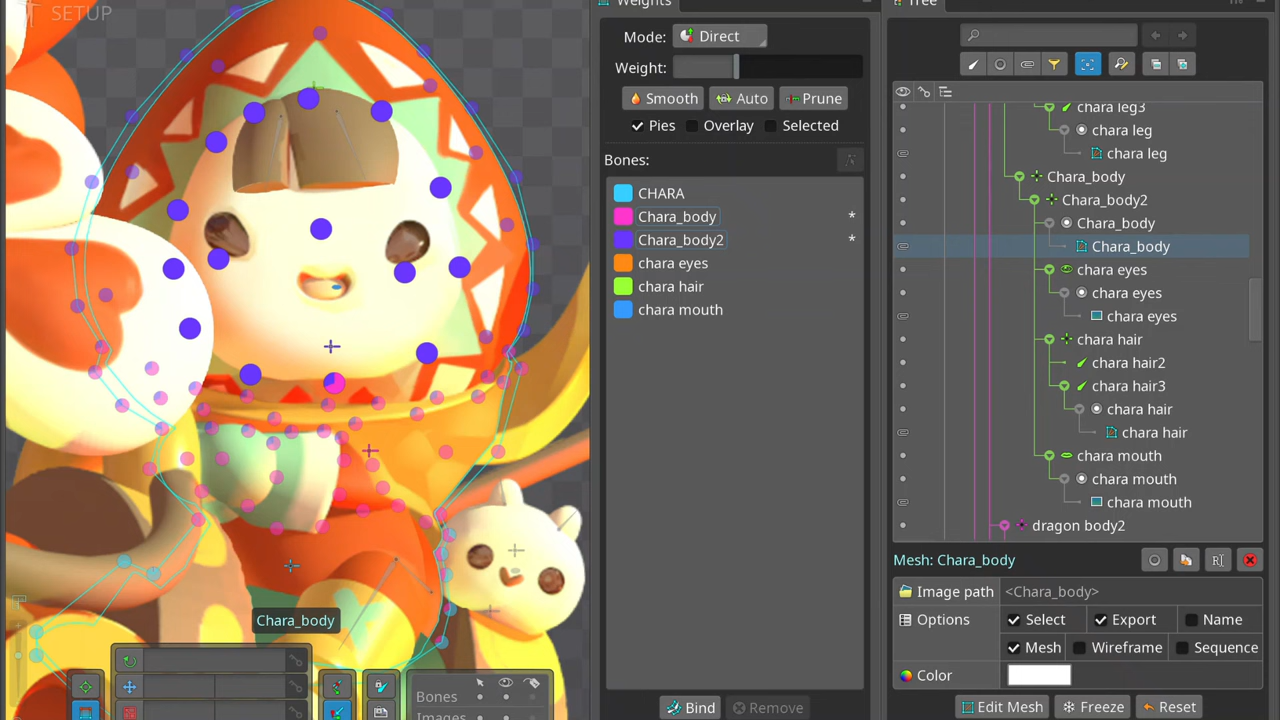 SETUP
Weights
Mode:
Direct
Weight:
Smooth
Auto
Prune
Pies
Overlay
Selected
Bones:
CHARA
Chara_body
*
Chara_body2
*
chara eyes
chara hair
chara mouth
Bind
Remove
Chara_body
Bones
Images
Tree
chara leg3
chara leg
chara leg
Chara_body
Chara_body2
Chara_body
Chara_body
chara eyes
chara eyes
chara eyes
chara hair
chara hair2
chara hair3
chara hair
chara hair
chara mouth
chara mouth
chara mouth
dragon body2
Mesh: Chara_body
Image path
<Chara_body>
Options
Select
Export
Name
Mesh
Wireframe
Sequence
Color
Edit Mesh
Freeze
Reset